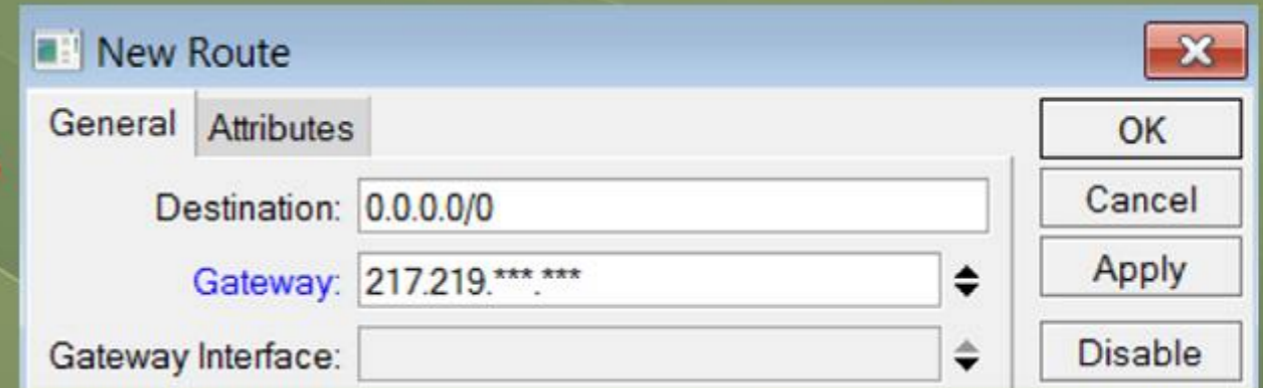 New Route
General Attributes
OK
Destination: 0.0.0.0/0
Cancel
Gateway: 217.219.***.***
Apply
Gateway Interface:
Disable